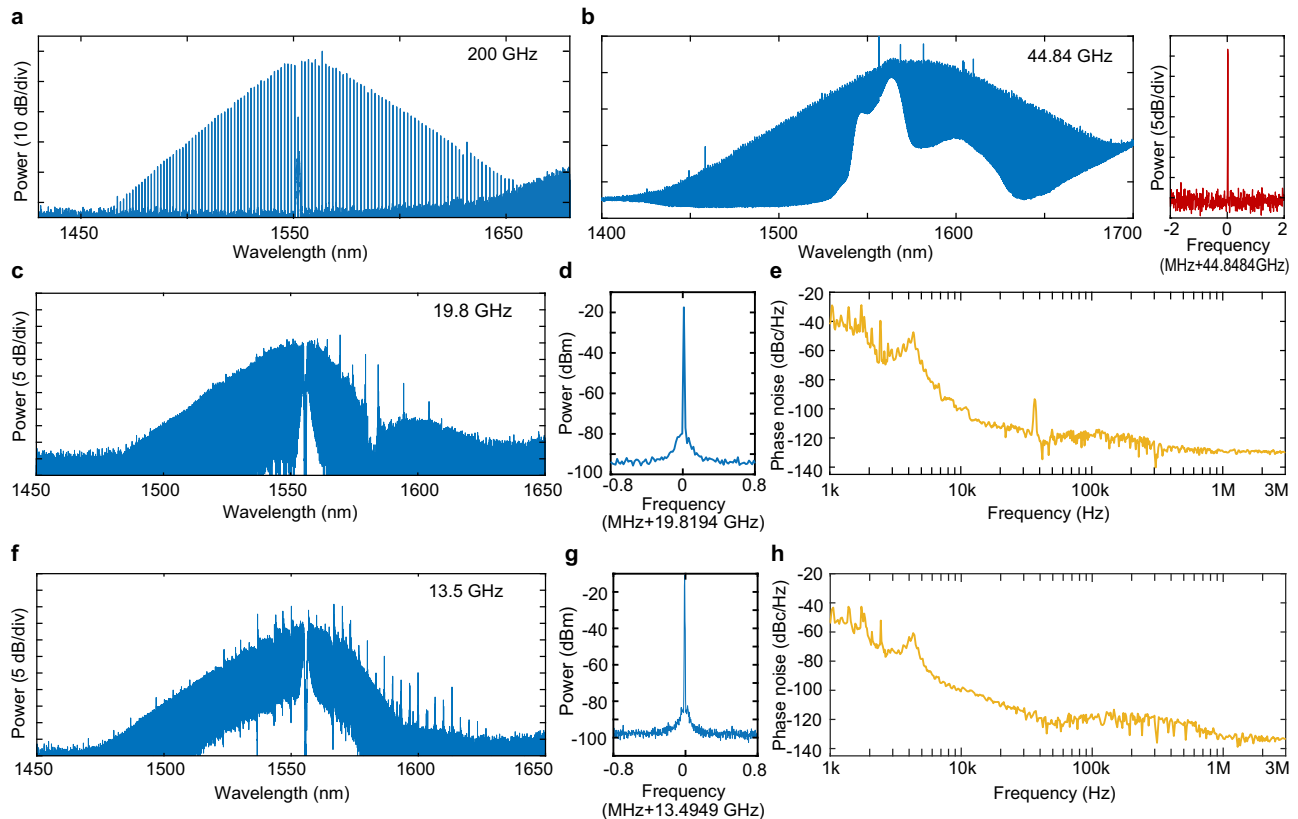 a
200 GHz
Power (10 dB/div)
1450
1550
1650
Wavelength (nm)
b
44.84 GHz
1400
1500
1600
1700
Wavelength (nm)
Power (5dB/div)
-2
0
2
Frequency
(MHz+44.8484GHz)
c
19.8 GHz
Power (5 dB/div)
1450
1500
1550
1600
1650
Wavelength (nm)
d
Power (dBm)
-20
-40
-60
-80
-100
-0.8
0
0.8
Frequency
(MHz+19.8194 GHz)
e
Phase noise (dBc/Hz)
-20
-40
-60
-80
-100
-120
-140
1k
10k
100k
1M
3M
Frequency (Hz)
f
13.5 GHz
Power (5 dB/div)
1450
1500
1550
1600
1650
Wavelength (nm)
g
Power (dBm)
-20
-40
-60
-80
-100
-0.8
0
0.8
Frequency
(MHz+13.4949 GHz)
h
Phase noise (dBc/Hz)
-20
-40
-60
-80
-100
-120
-140
1k
10k
100k
1M
3M
Frequency (Hz)